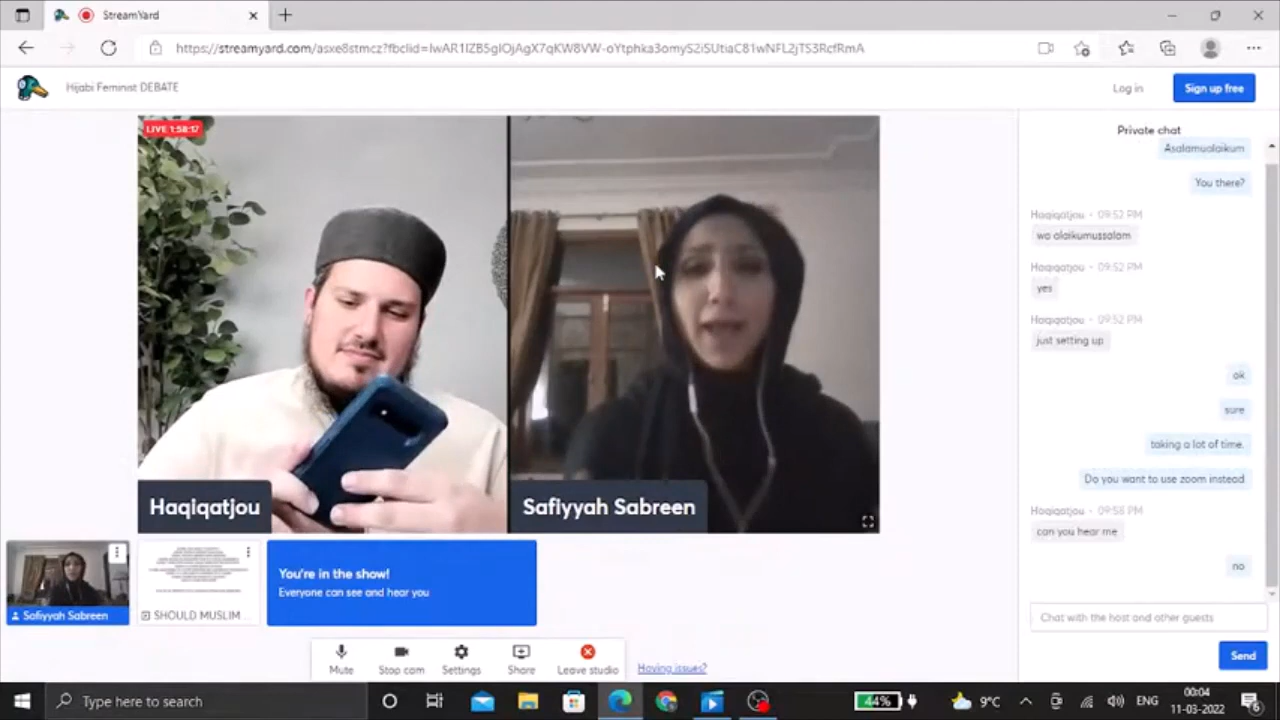 StreamYard
https://streamyard.com/asxe8stmcz?fbclid=IwAR1IZB5glOjAgX7qKW8VW-oYtphka3omyS2iSUtiaC81wNFL2jTS3RcfRmA
Hijabi Feminist DEBATE
Log in
Sign up free
LIVE 1:58:17
Haqiqatjou
Safiyyah Sabreen
Private chat
Asalamualaikum
You there?
Haqiqatjou • 09:52 PM
wa alaikumussalam
Haqiqatjou • 09:52 PM
yes
Haqiqatjou • 09:52 PM
just setting up
ok
sure
taking a lot of time.
Do you want to use zoom instead
Haqiqatjou • 09:58 PM
can you hear me
no
Chat with the host and other guests
Send
Safiyyah Sabreen
SHOULD MUSLIM
You're in the show!
Everyone can see and hear you
Mute
Stop cam
Settings
Share
Leave studio
Having issues?
Type here to search
44%
9°C
ENG
00:04
11-03-2022
6